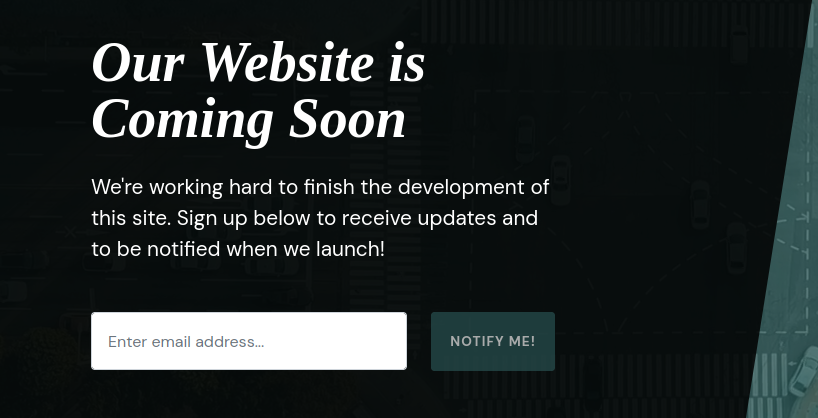 Our Website is
Coming Soon
We're working hard to finish the development of
this site. Sign up below to receive updates and
to be notified when we launch!
Enter email address...
NOTIFY ME!